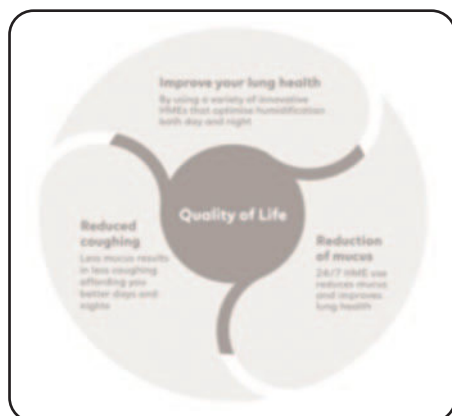 Improve your lung health
By using a variety of innovative
HMEs that optimise humidification
both day and night
Quality of Life
Reduced
coughing
Less mucus results
in less coughing
affording you
better days and
nights
Reduction
of mucus
24/7 HME use
reduces mucus
and improves
lung health